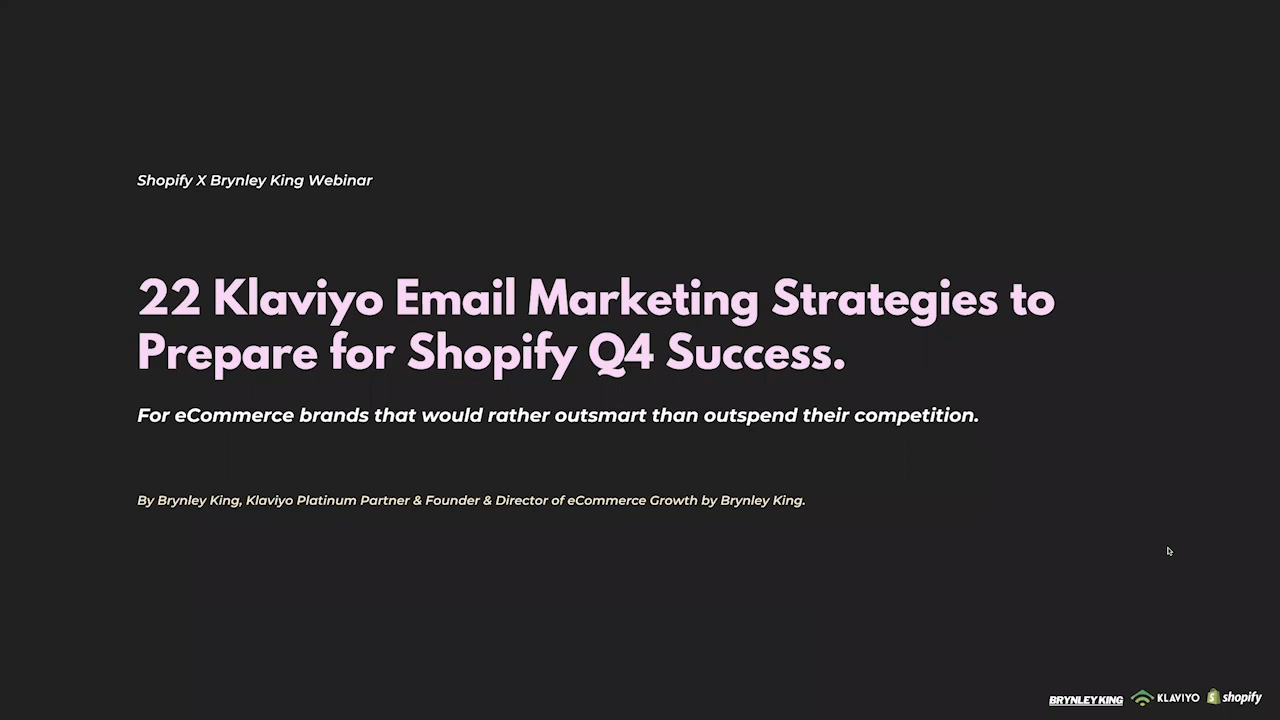 Shopify X Brynley King Webinar
22 Klaviyo Email Marketing Strategies to
Prepare for Shopify Q4 Success.
For eCommerce brands that would rather outsmart than outspend their competition.
By Brynley King, Klaviyo Platinum Partner & Founder & Director of eCommerce Growth by Brynley King.
BRYNLEY KING KLAVIYO shopify